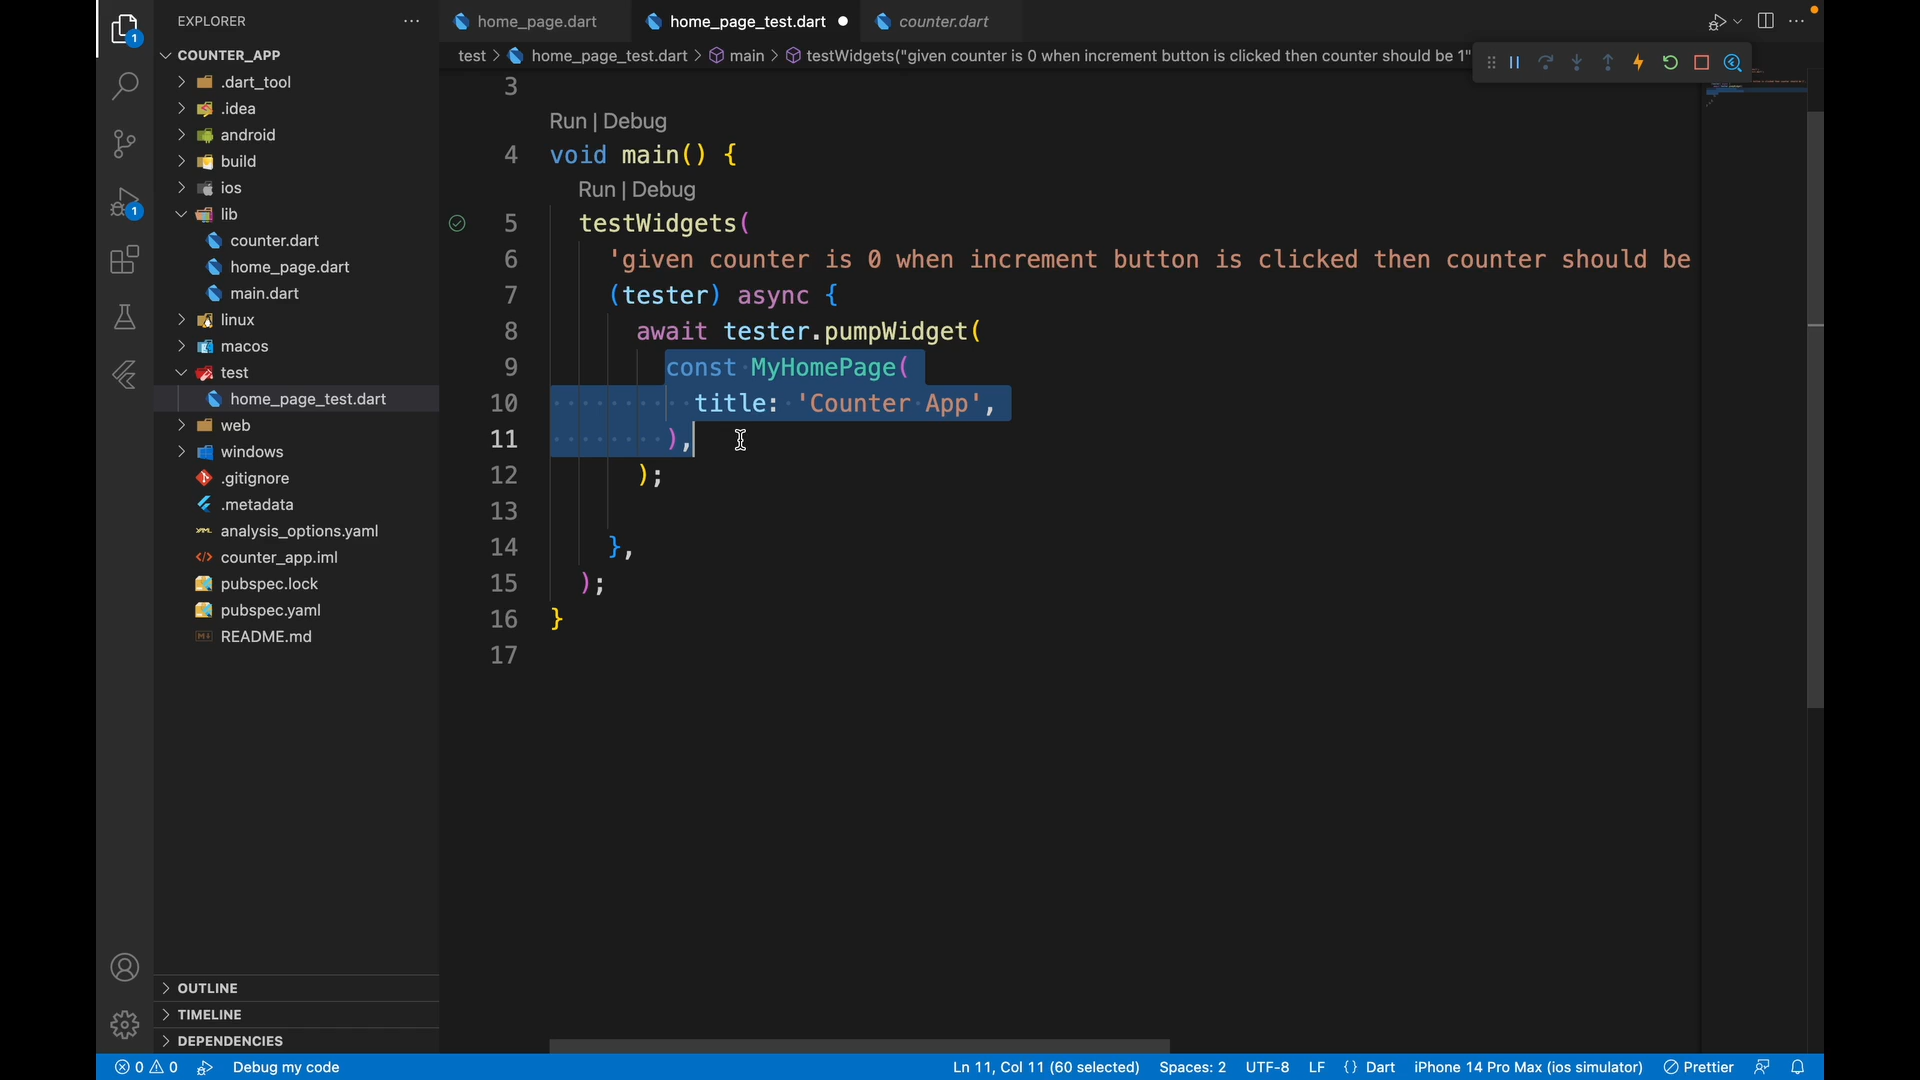 EXPLORER
COUNTER_APP
.dart_tool
.idea
android
build
ios
lib
counter.dart
home_page.dart
main.dart
linux
macos
test
home_page_test.dart
web
windows
.gitignore
.metadata
analysis_options.yaml
counter_app.iml
pubspec.lock
pubspec.yaml
README.md
OUTLINE
TIMELINE
DEPENDENCIES
1
1
home_page.dart home_page_test.dart counter.dart
test > home_page_test.dart > main > testWidgets("given counter is 0 when increment button is clicked then counter should be 1"
3
Run | Debug
4 void main() {
Run | Debug
5 testWidgets(
6 'given counter is 0 when increment button is clicked then counter should be
7 (tester) async {
8 await tester.pumpWidget(
9 const MyHomePage(
10 title: 'Counter App',
11 ),
12 );
13
14 },
15 );
16 }
17
0 0 Debug my code Ln 11, Col 11 (60 selected) Spaces: 2 UTF-8 LF {} Dart iPhone 14 Pro Max (ios simulator) Prettier